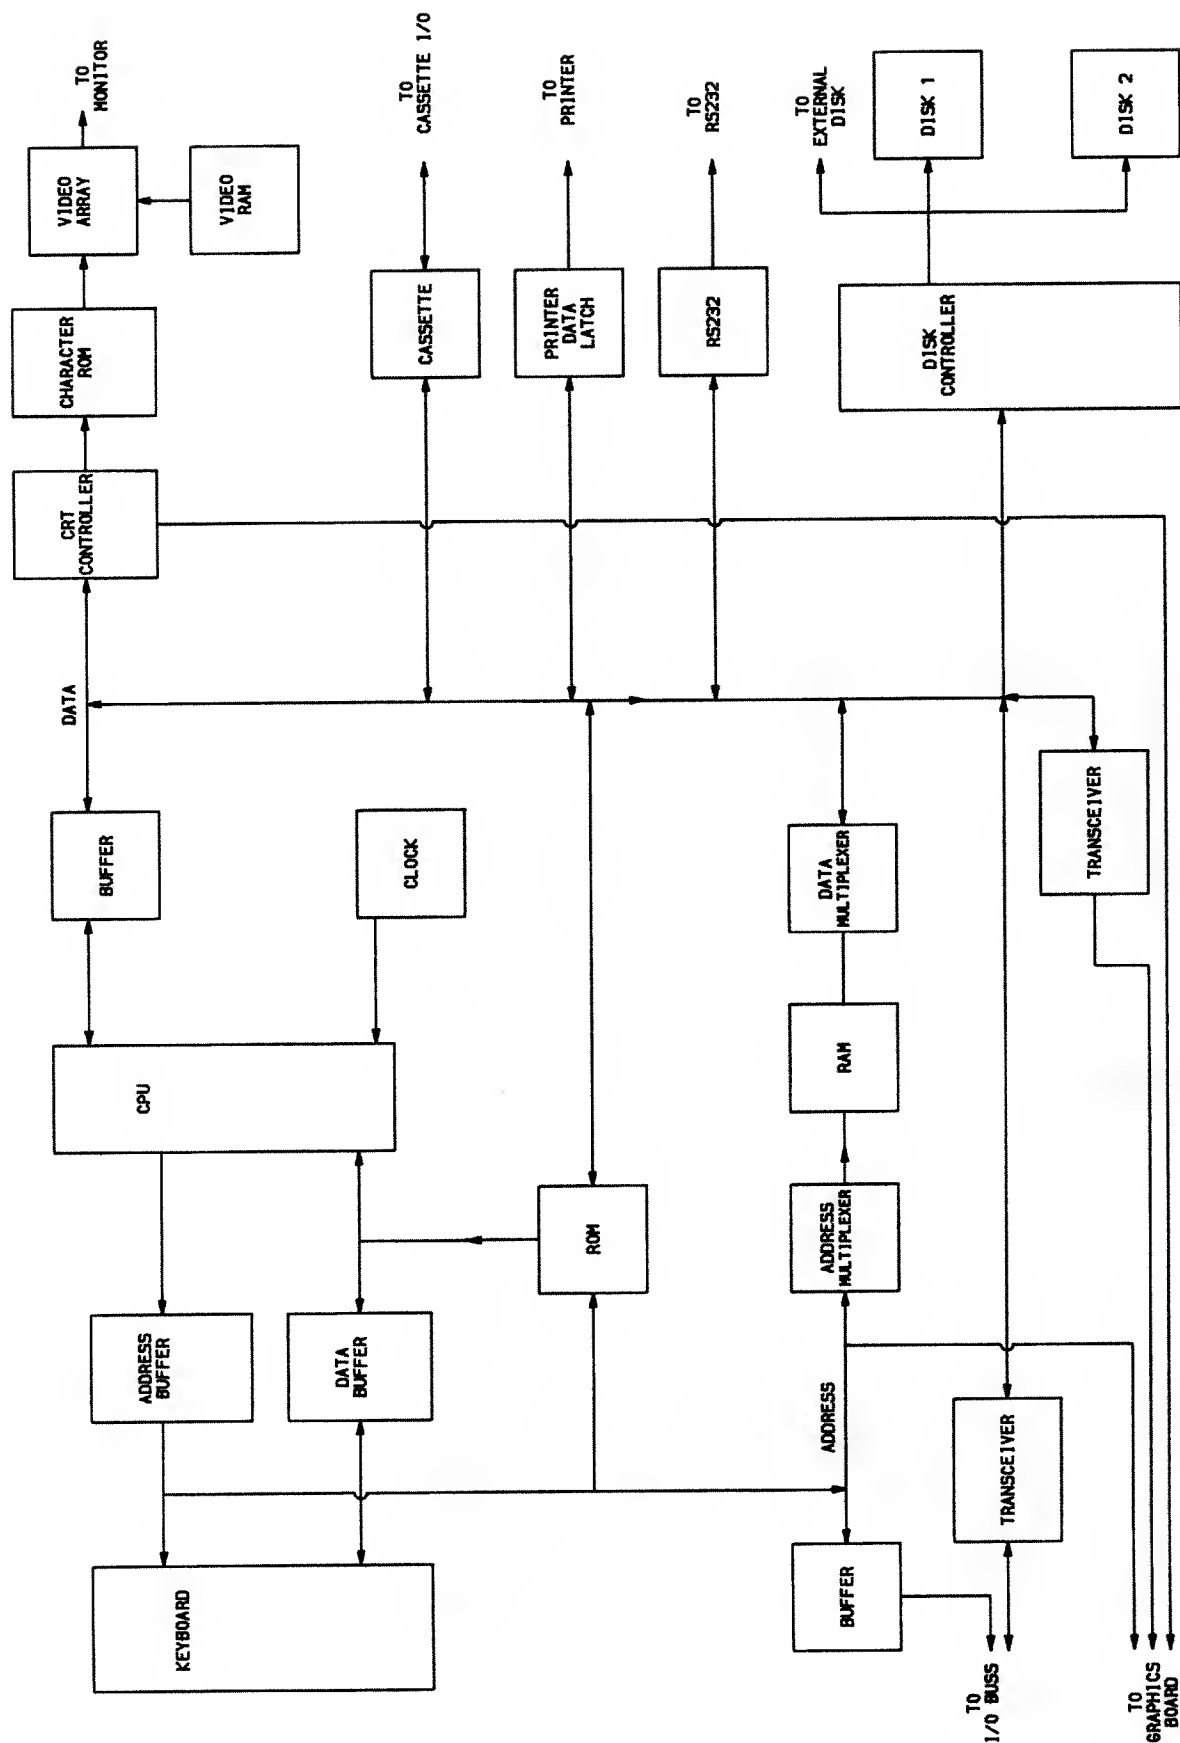 TO
MONITOR
VIDEO
ARRAY
VIDEO
RAM
CHARACTER
ROM
CRT
CONTROLLER
DATA
BUFFER
CLOCK
CPU
ADDRESS
BUFFER
DATA
BUFFER
KEYBOARD
TO
CASSETTE I/O
CASSETTE
TO
PRINTER
PRINTER
DATA
LATCH
TO
RS232
RS232
ROM
TO
EXTERNAL
DISK
DISK 1
DISK 2
DISK
CONTROLLER
DATA
MULTIPLEXER
RAM
ADDRESS
MULTIPLEXER
ADDRESS
BUFFER
TRANSCEIVER
TRANSCEIVER
TO
I/O BUSS
TO
GRAPHICS
BOARD